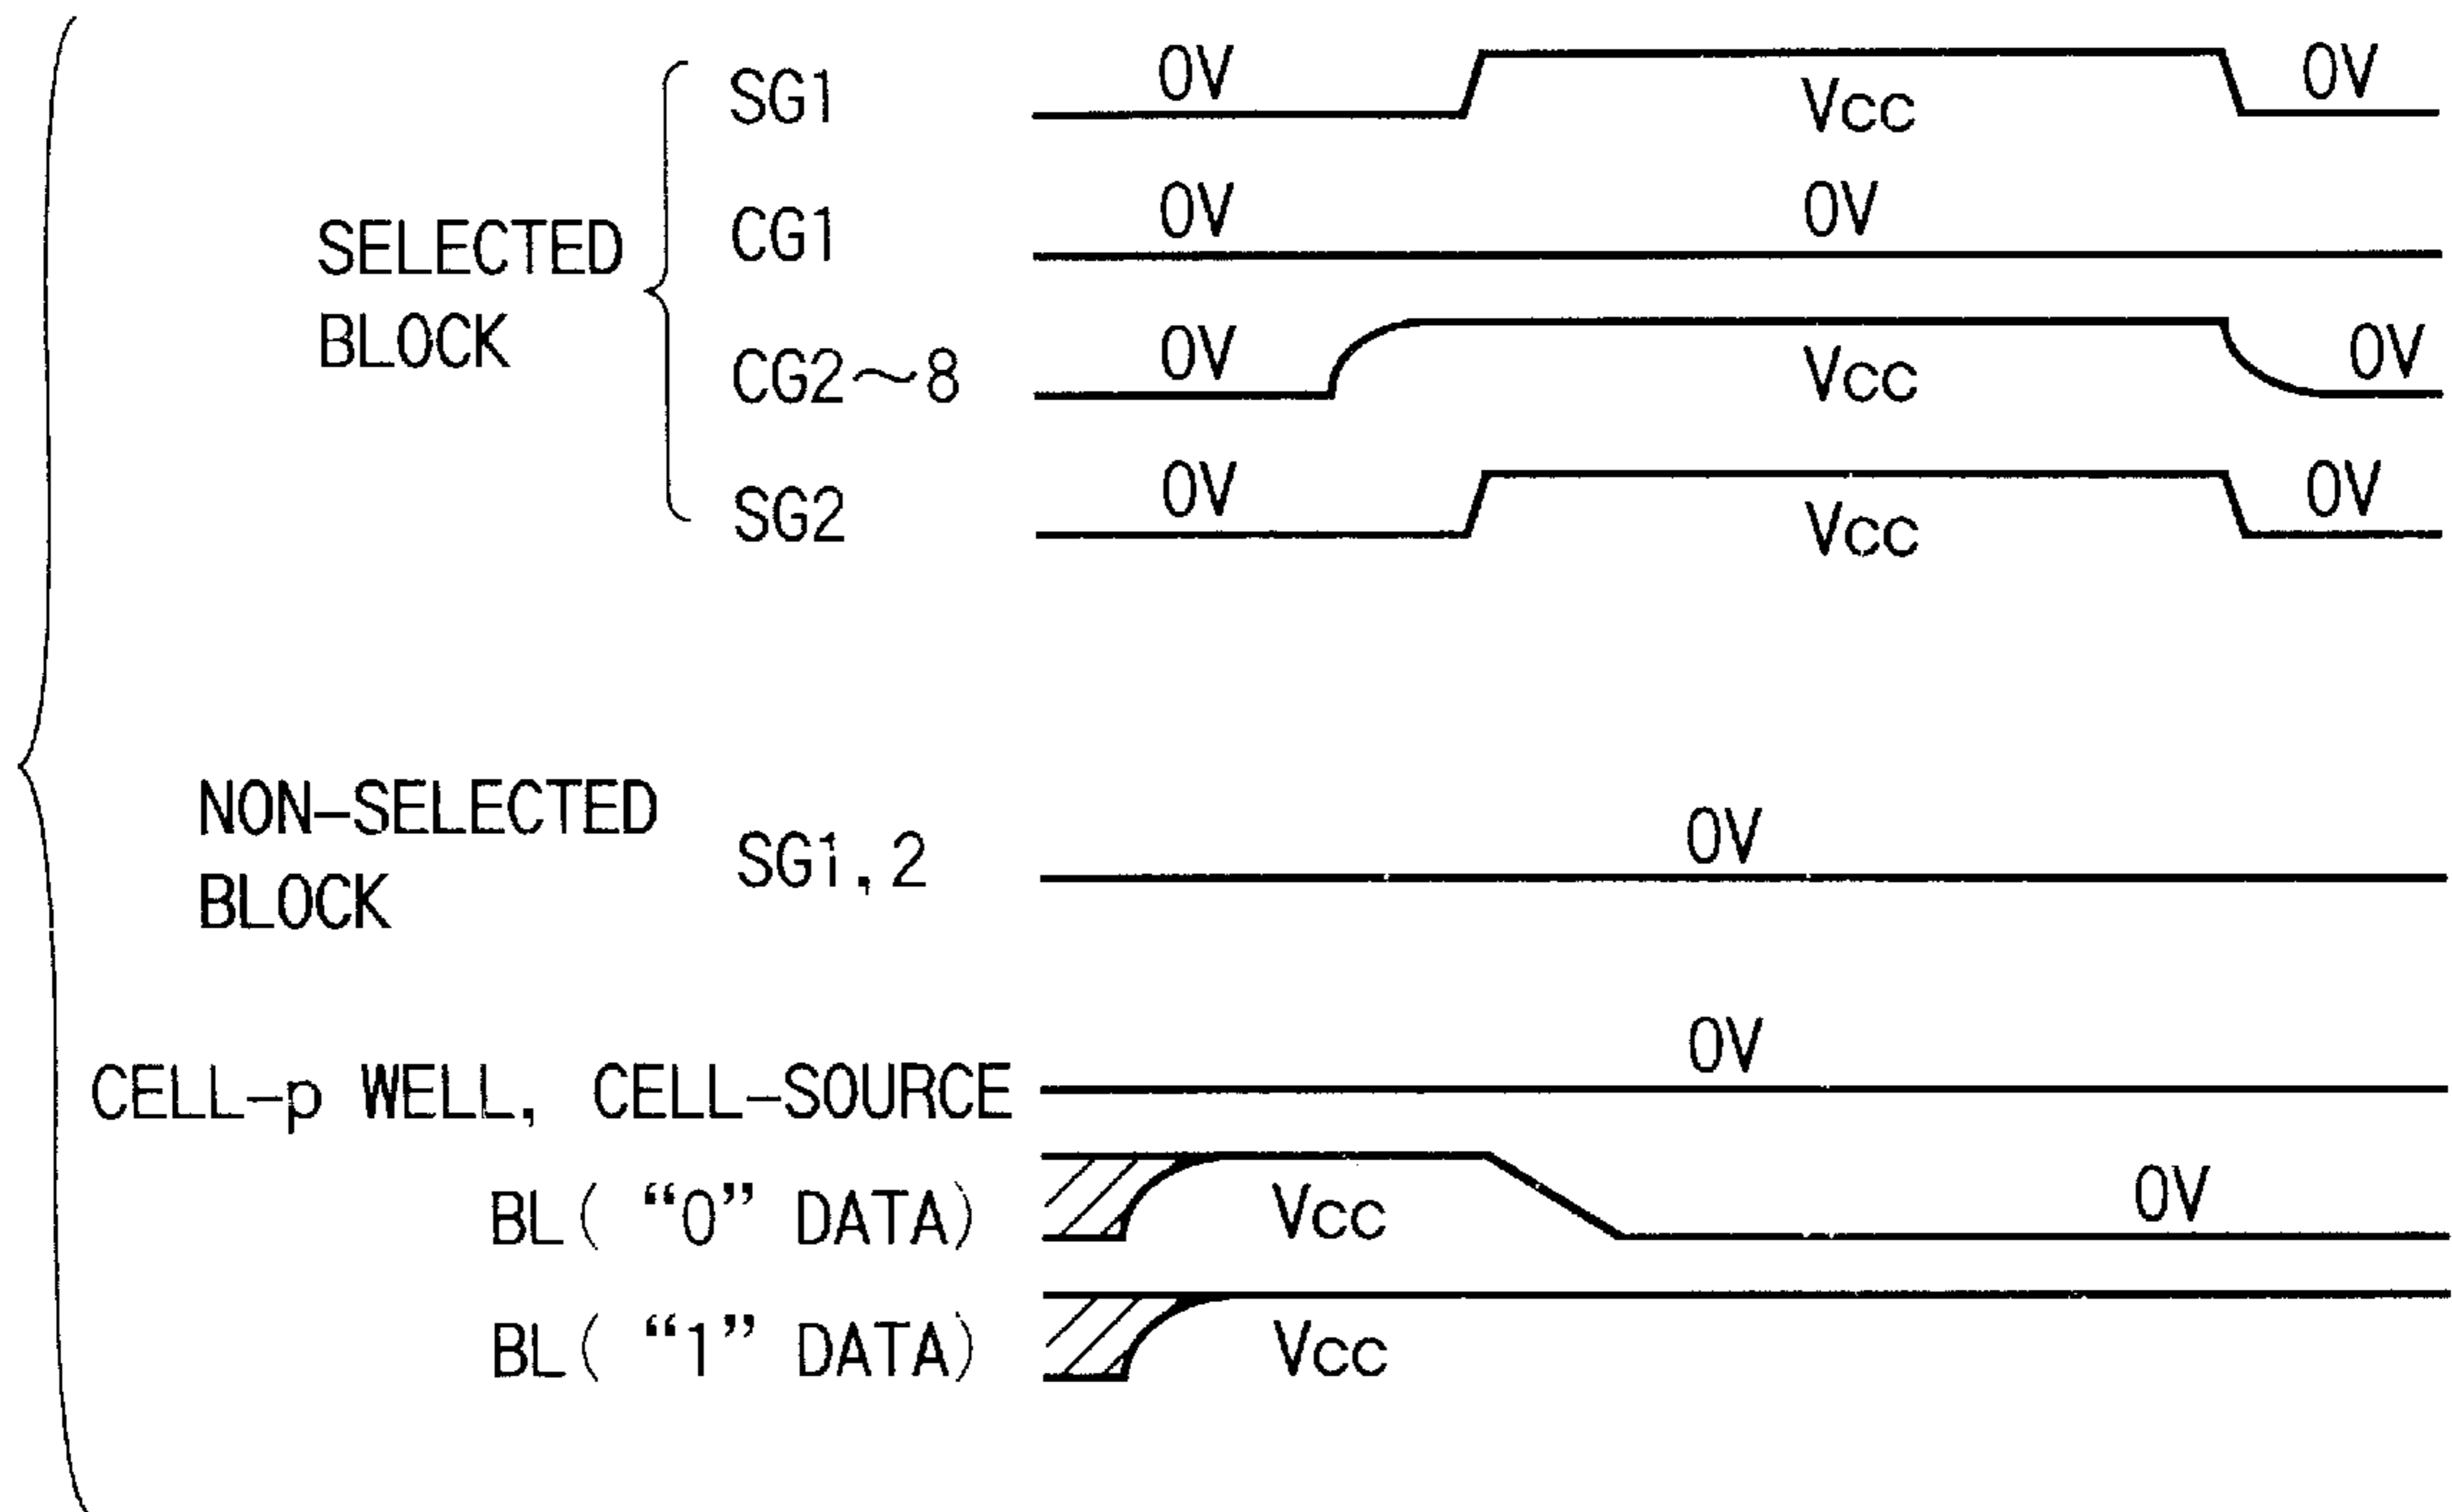 SG1 0V Vcc 0V
SELECTED BLOCK
CG1 0V 0V
CG2～8 0V Vcc 0V
SG2 0V Vcc 0V
NON-SELECTED BLOCK
SG1,2 0V
CELL-p WELL, CELL-SOURCE 0V
BL( “0” DATA) Vcc 0V
BL( “1” DATA) Vcc